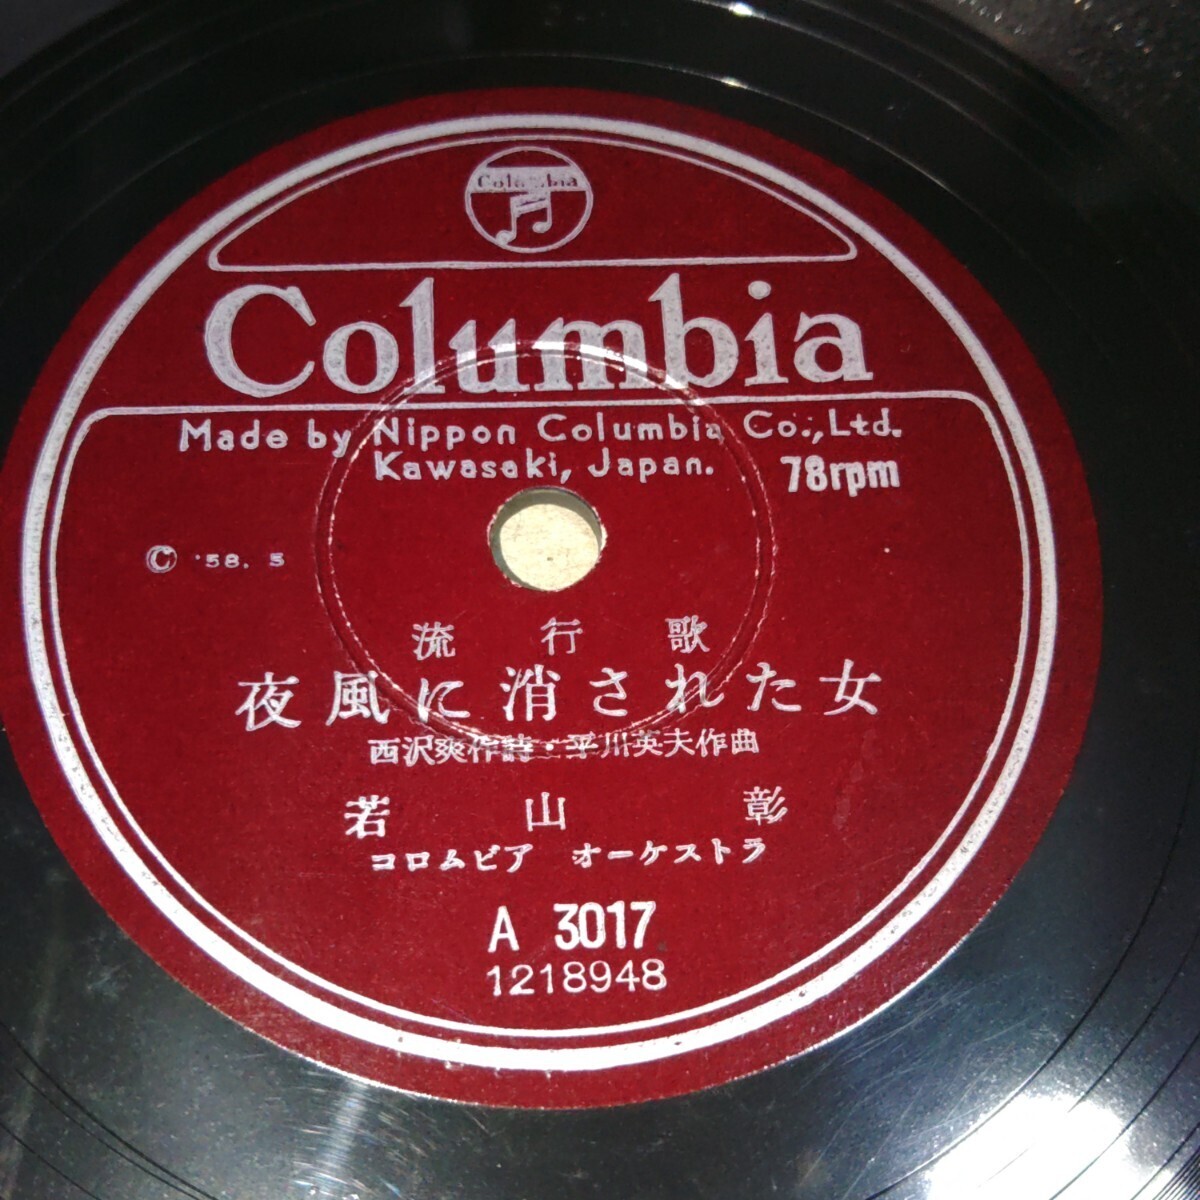 Columbia
Columbia
Made by Nippon Columbia Co., Ltd.
Kawasaki, Japan. 78rpm
© '58. 5
流行歌
夜風に消された女
西沢爽作詩・平川英夫作曲
若山彰
コロムビア オーケストラ
A 3017
1218948